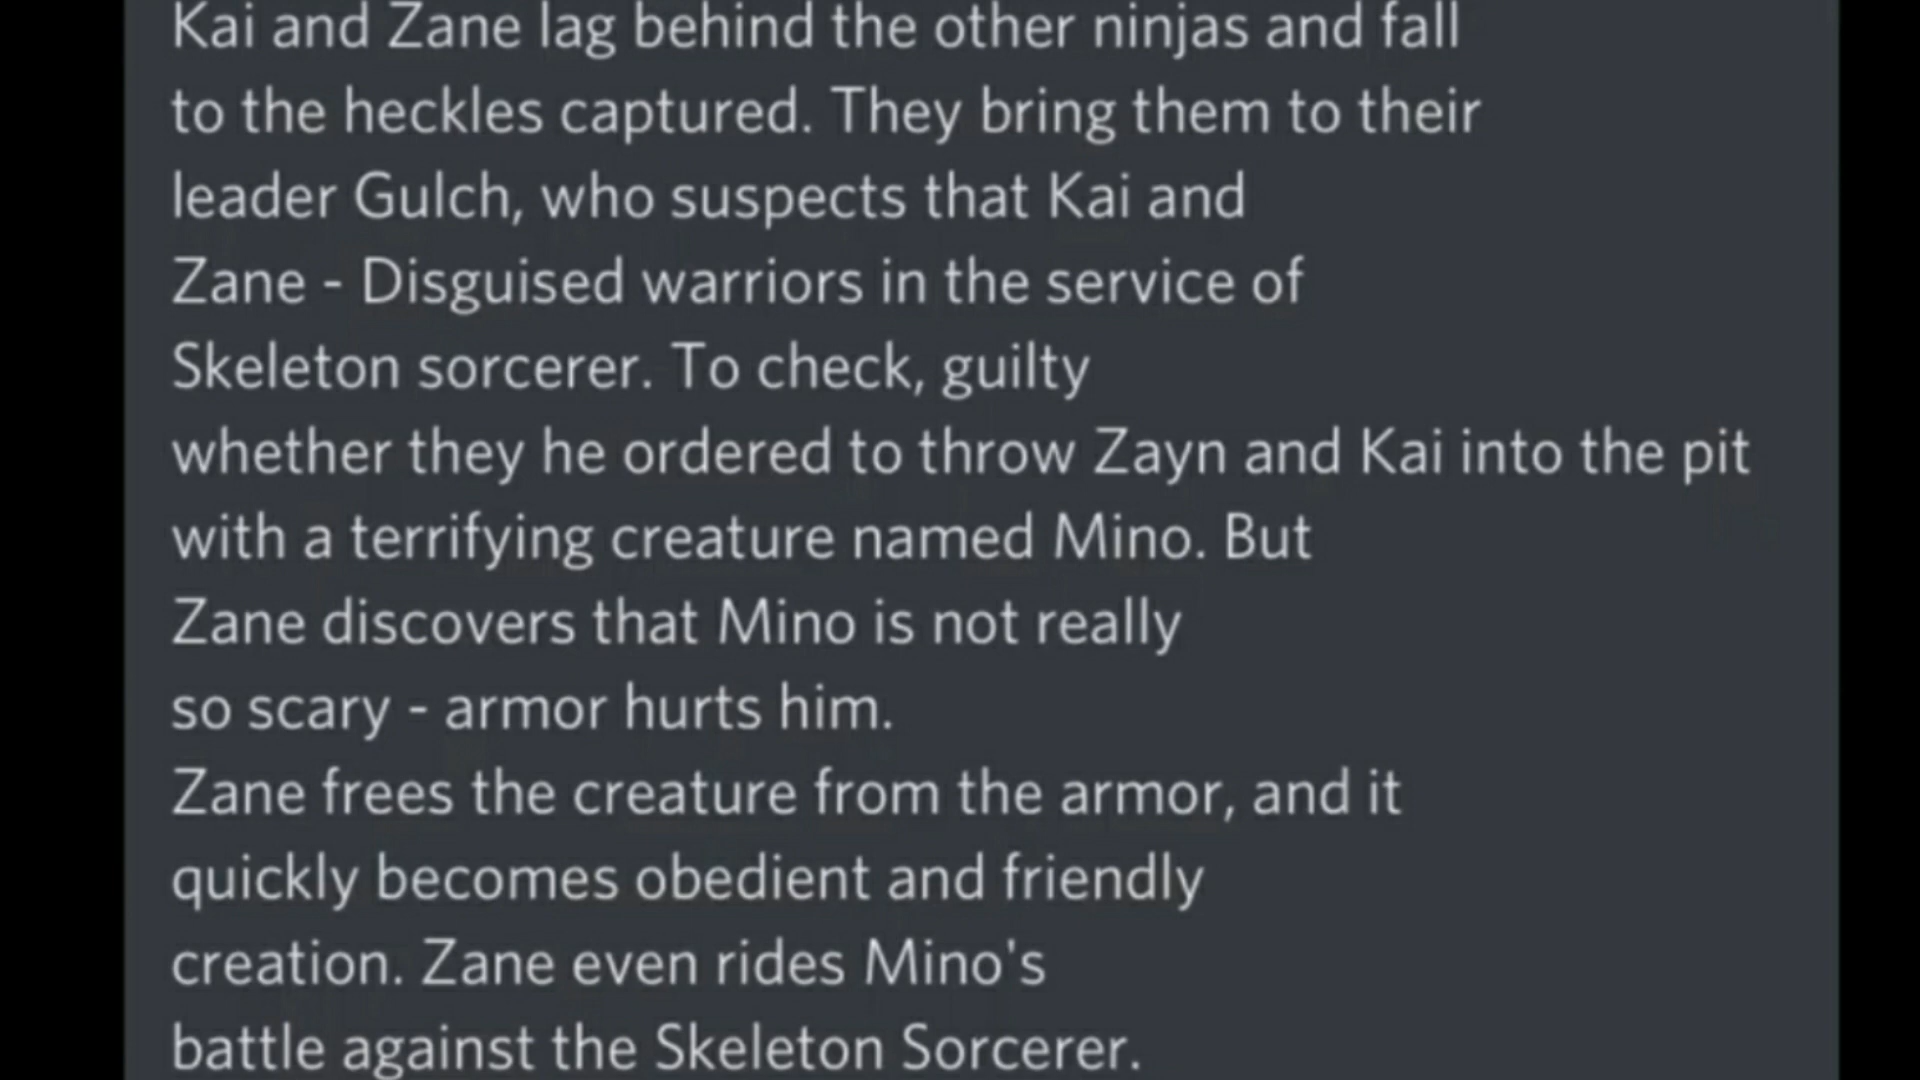 Kai and Zane lag behind the other ninjas and fall
to the heckles captured. They bring them to their
leader Gulch, who suspects that Kai and
Zane - Disguised warriors in the service of
Skeleton sorcerer. To check, guilty
whether they he ordered to throw Zayn and Kai into the pit
with a terrifying creature named Mino. But
Zane discovers that Mino is not really
so scary - armor hurts him.
Zane frees the creature from the armor, and it
quickly becomes obedient and friendly
creation. Zane even rides Mino's
battle against the Skeleton Sorcerer.